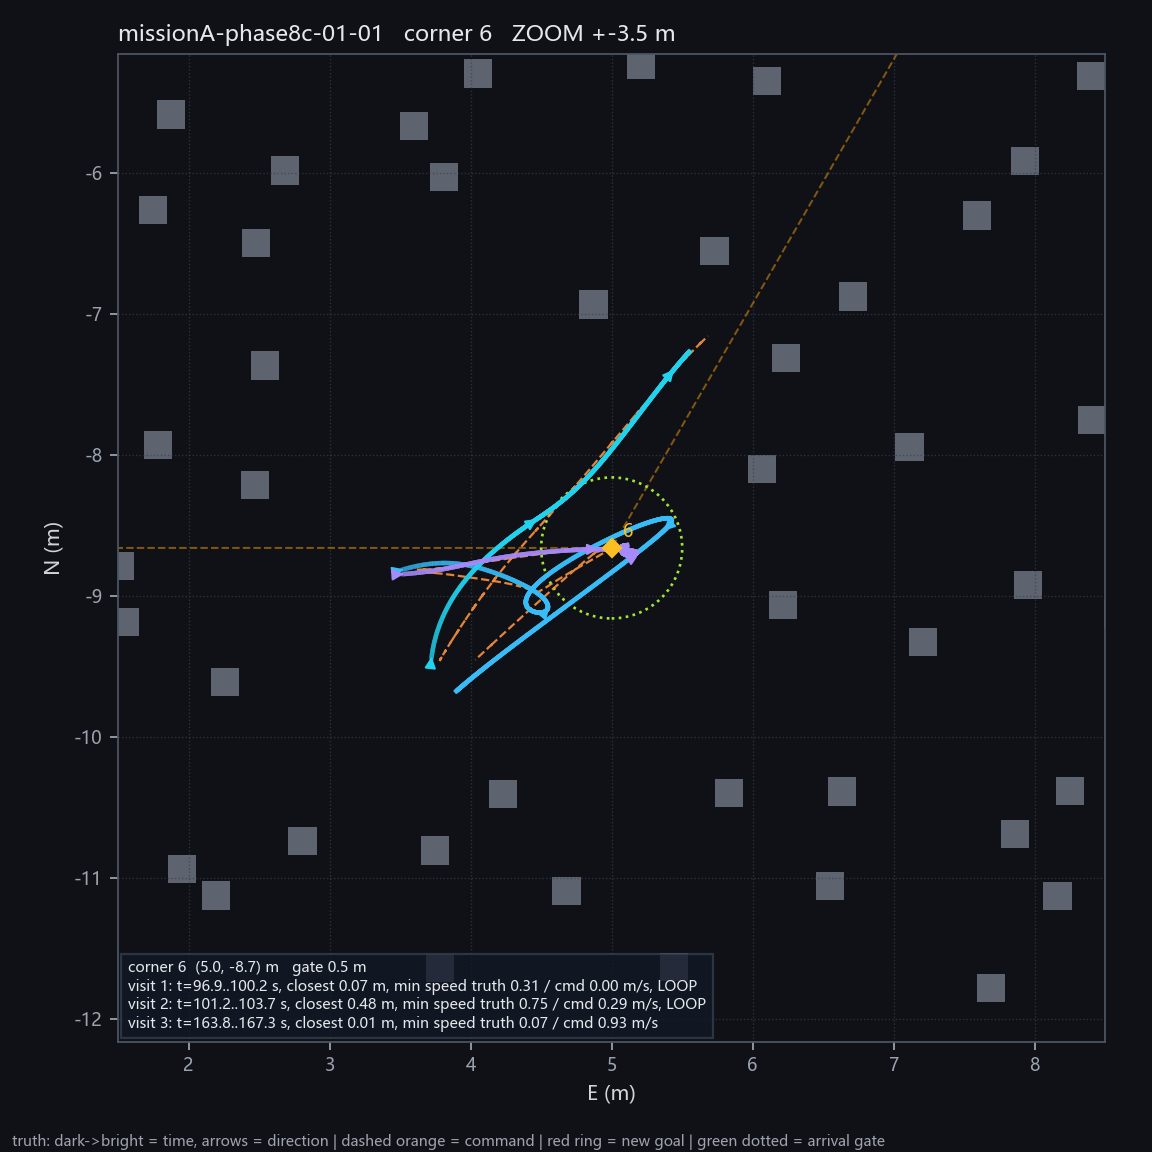 missionA-phase8c-01-01   corner 6   ZOOM +-3.5 m
N (m)
-6
-7
-8
-9
-10
-11
-12
6
corner 6  (5.0, -8.7) m   gate 0.5 m
visit 1: t=96.9..100.2 s, closest 0.07 m, min speed truth 0.31 / cmd 0.00 m/s, LOOP
visit 2: t=101.2..103.7 s, closest 0.48 m, min speed truth 0.75 / cmd 0.29 m/s, LOOP
visit 3: t=163.8..167.3 s, closest 0.01 m, min speed truth 0.07 / cmd 0.93 m/s
2 3 4 5 6 7 8
E (m)
truth: dark->bright = time, arrows = direction | dashed orange = command | red ring = new goal | green dotted = arrival gate